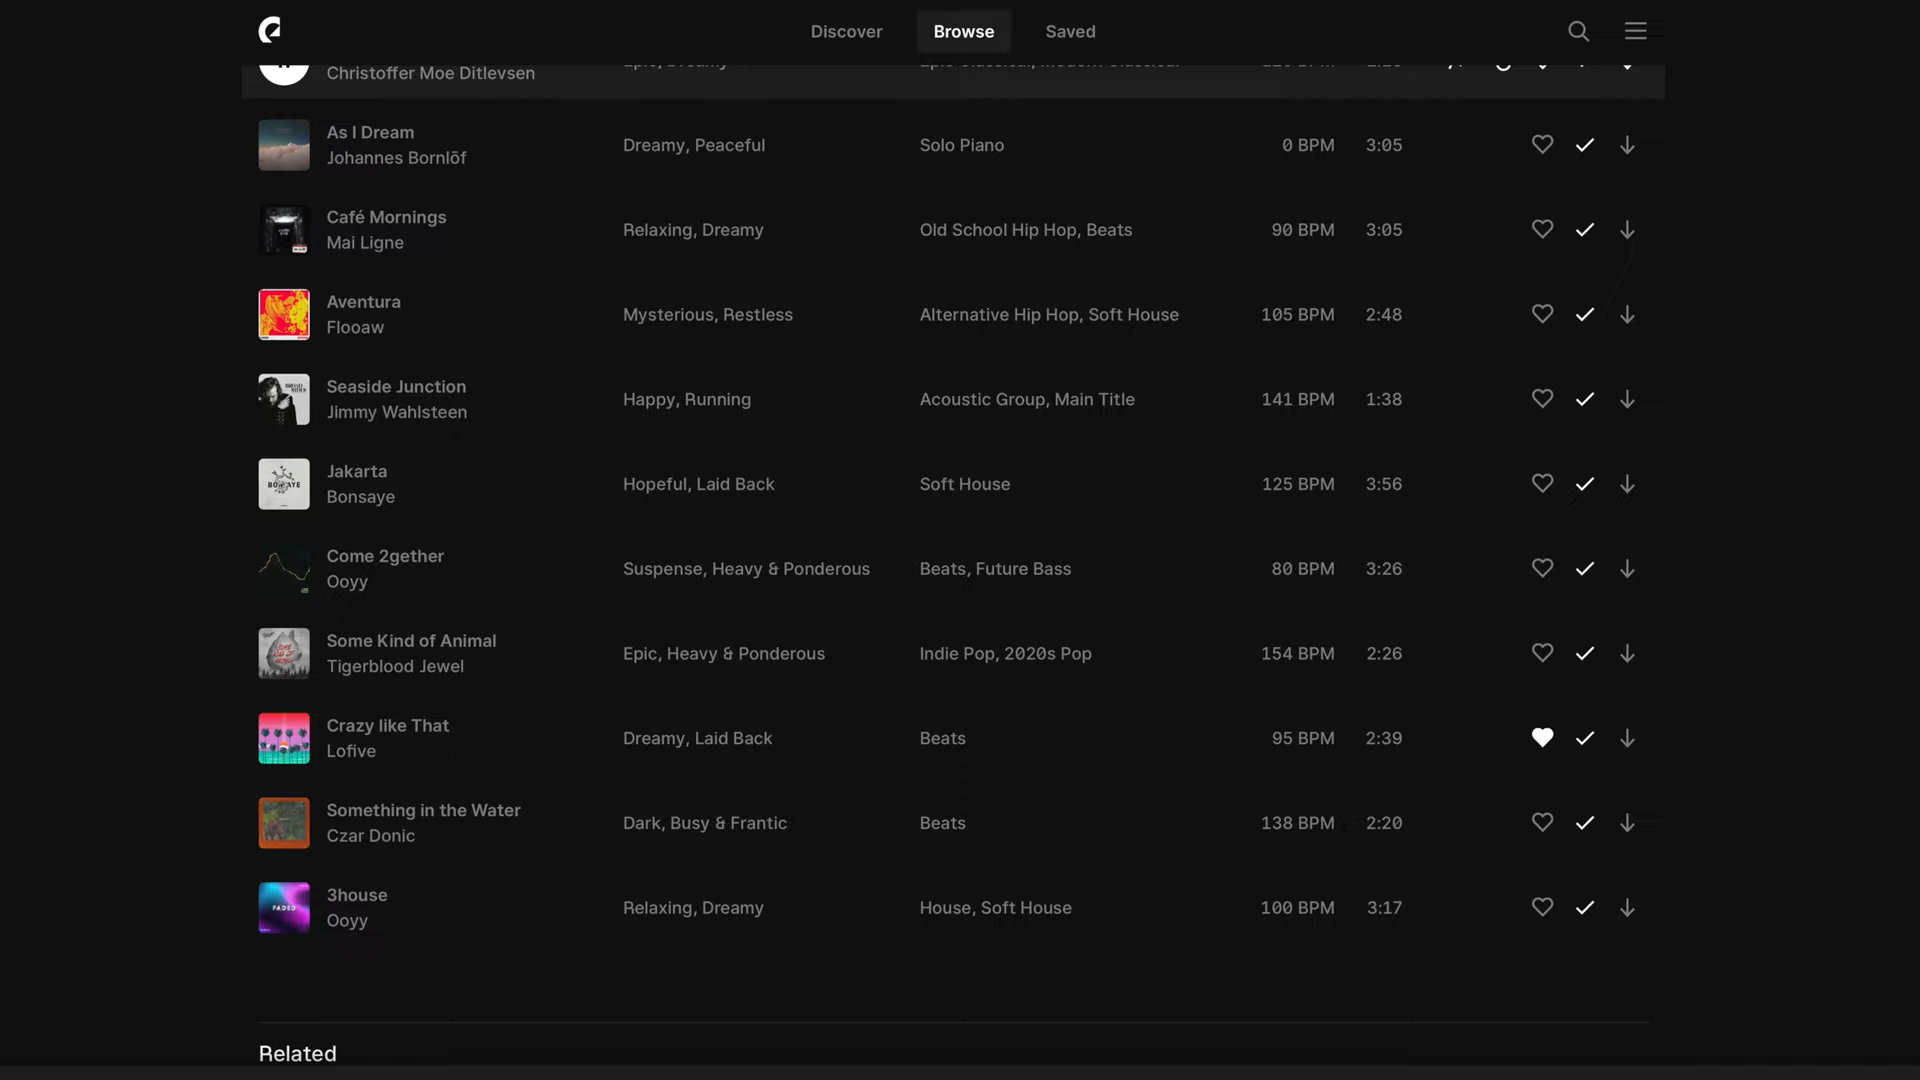 Discover Browse Saved
Christoffer Moe Ditlevsen
As I Dream
Johannes Bornlöf
Dreamy, Peaceful Solo Piano 0 BPM 3:05
Café Mornings
Mai Ligne
Relaxing, Dreamy Old School Hip Hop, Beats 90 BPM 3:05
Aventura
Flooaw
Mysterious, Restless Alternative Hip Hop, Soft House 105 BPM 2:48
Seaside Junction
Jimmy Wahlsteen
Happy, Running Acoustic Group, Main Title 141 BPM 1:38
Jakarta
Bonsaye
Hopeful, Laid Back Soft House 125 BPM 3:56
Come 2gether
Ooyy
Suspense, Heavy & Ponderous Beats, Future Bass 80 BPM 3:26
Some Kind of Animal
Tigerblood Jewel
Epic, Heavy & Ponderous Indie Pop, 2020s Pop 154 BPM 2:26
Crazy like That
Lofive
Dreamy, Laid Back Beats 95 BPM 2:39
Something in the Water
Czar Donic
Dark, Busy & Frantic Beats 138 BPM 2:20
FADED
3house
Ooyy
Relaxing, Dreamy House, Soft House 100 BPM 3:17
Related